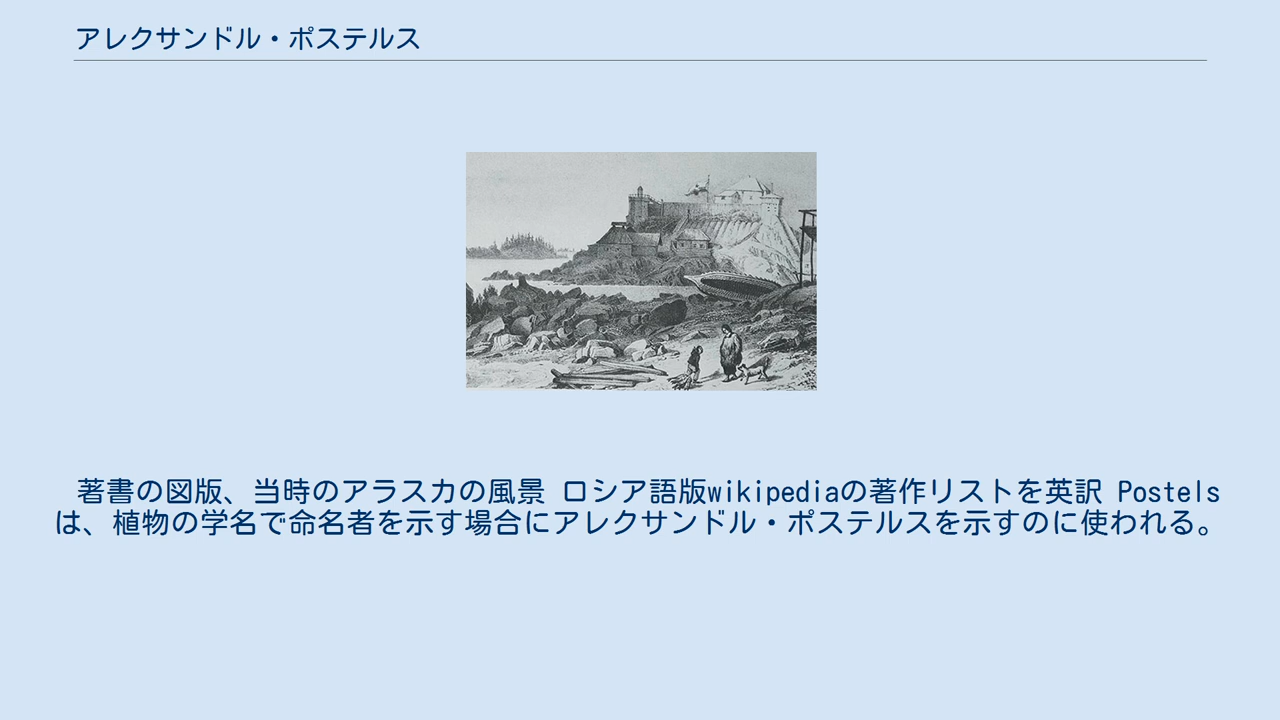 アレクサンドル・ポステルス
著書の図版、当時のアラスカの風景 ロシア語版wikipediaの著作リストを英訳 Postels
は、植物の学名で命名者を示す場合にアレクサンドル・ポステルスを示すのに使われる。